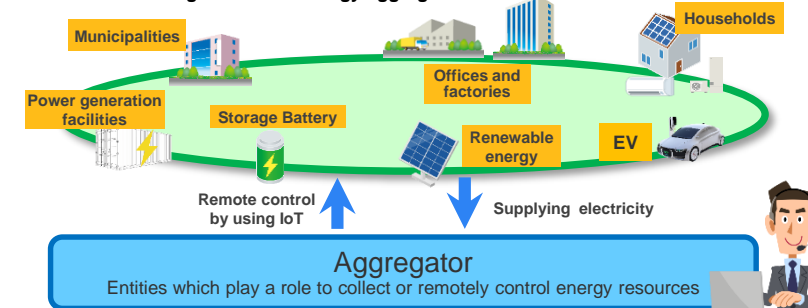 Households
Municipalities
Offices and
factories
Power generation
facilities
Storage Battery
Renewable
energy
EV
Remote control
by using IoT
Supplying electricity
Aggregator
Entities which play a role to collect or remotely control energy resources